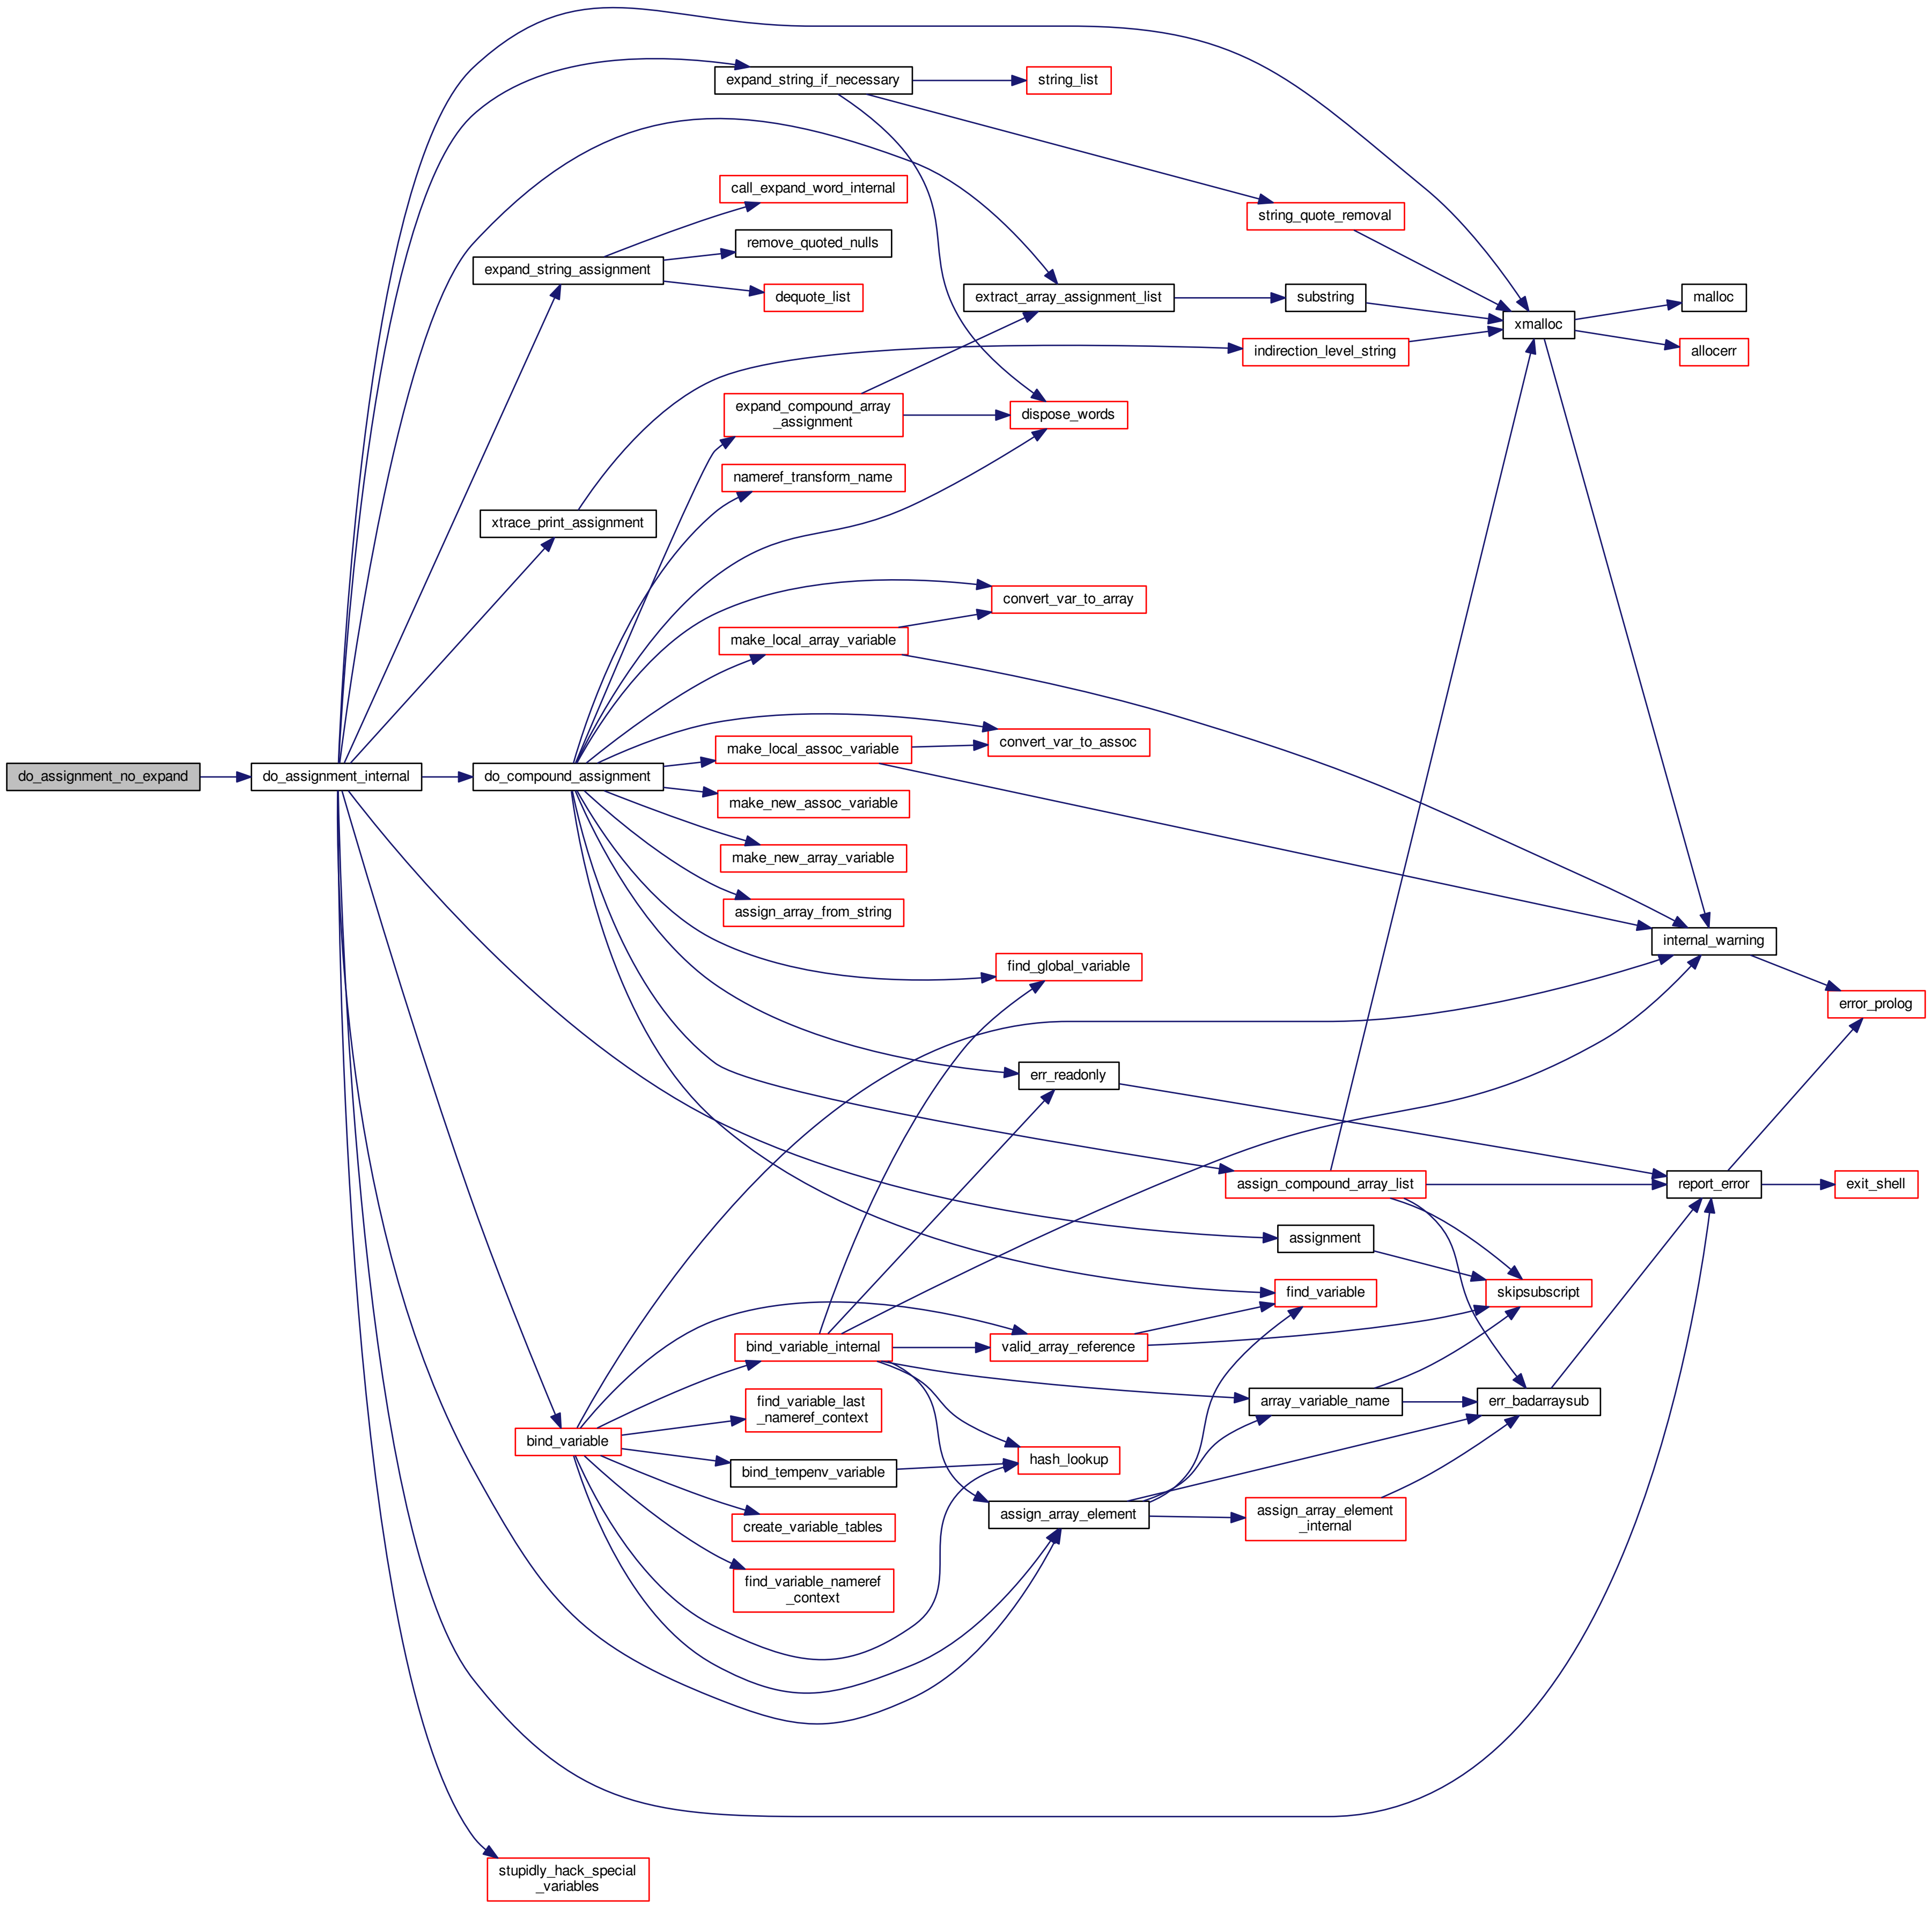 expand_string_if_necessary
string_list
call_expand_word_internal
string_quote_removal
remove_quoted_nulls
expand_string_assignment
dequote_list
extract_array_assignment_list
substring
malloc
xmalloc
indirection_level_string
allocerr
expand_compound_array
_assignment
dispose_words
nameref_transform_name
xtrace_print_assignment
convert_var_to_array
make_local_array_variable
make_local_assoc_variable
convert_var_to_assoc
do_assignment_no_expand
do_assignment_internal
do_compound_assignment
make_new_assoc_variable
make_new_array_variable
assign_array_from_string
internal_warning
find_global_variable
error_prolog
err_readonly
assign_compound_array_list
report_error
exit_shell
assignment
find_variable
skipsubscript
bind_variable_internal
valid_array_reference
find_variable_last
_nameref_context
array_variable_name
err_badarraysub
bind_variable
hash_lookup
bind_tempenv_variable
assign_array_element
assign_array_element
_internal
create_variable_tables
find_variable_nameref
_context
stupidly_hack_special
_variables